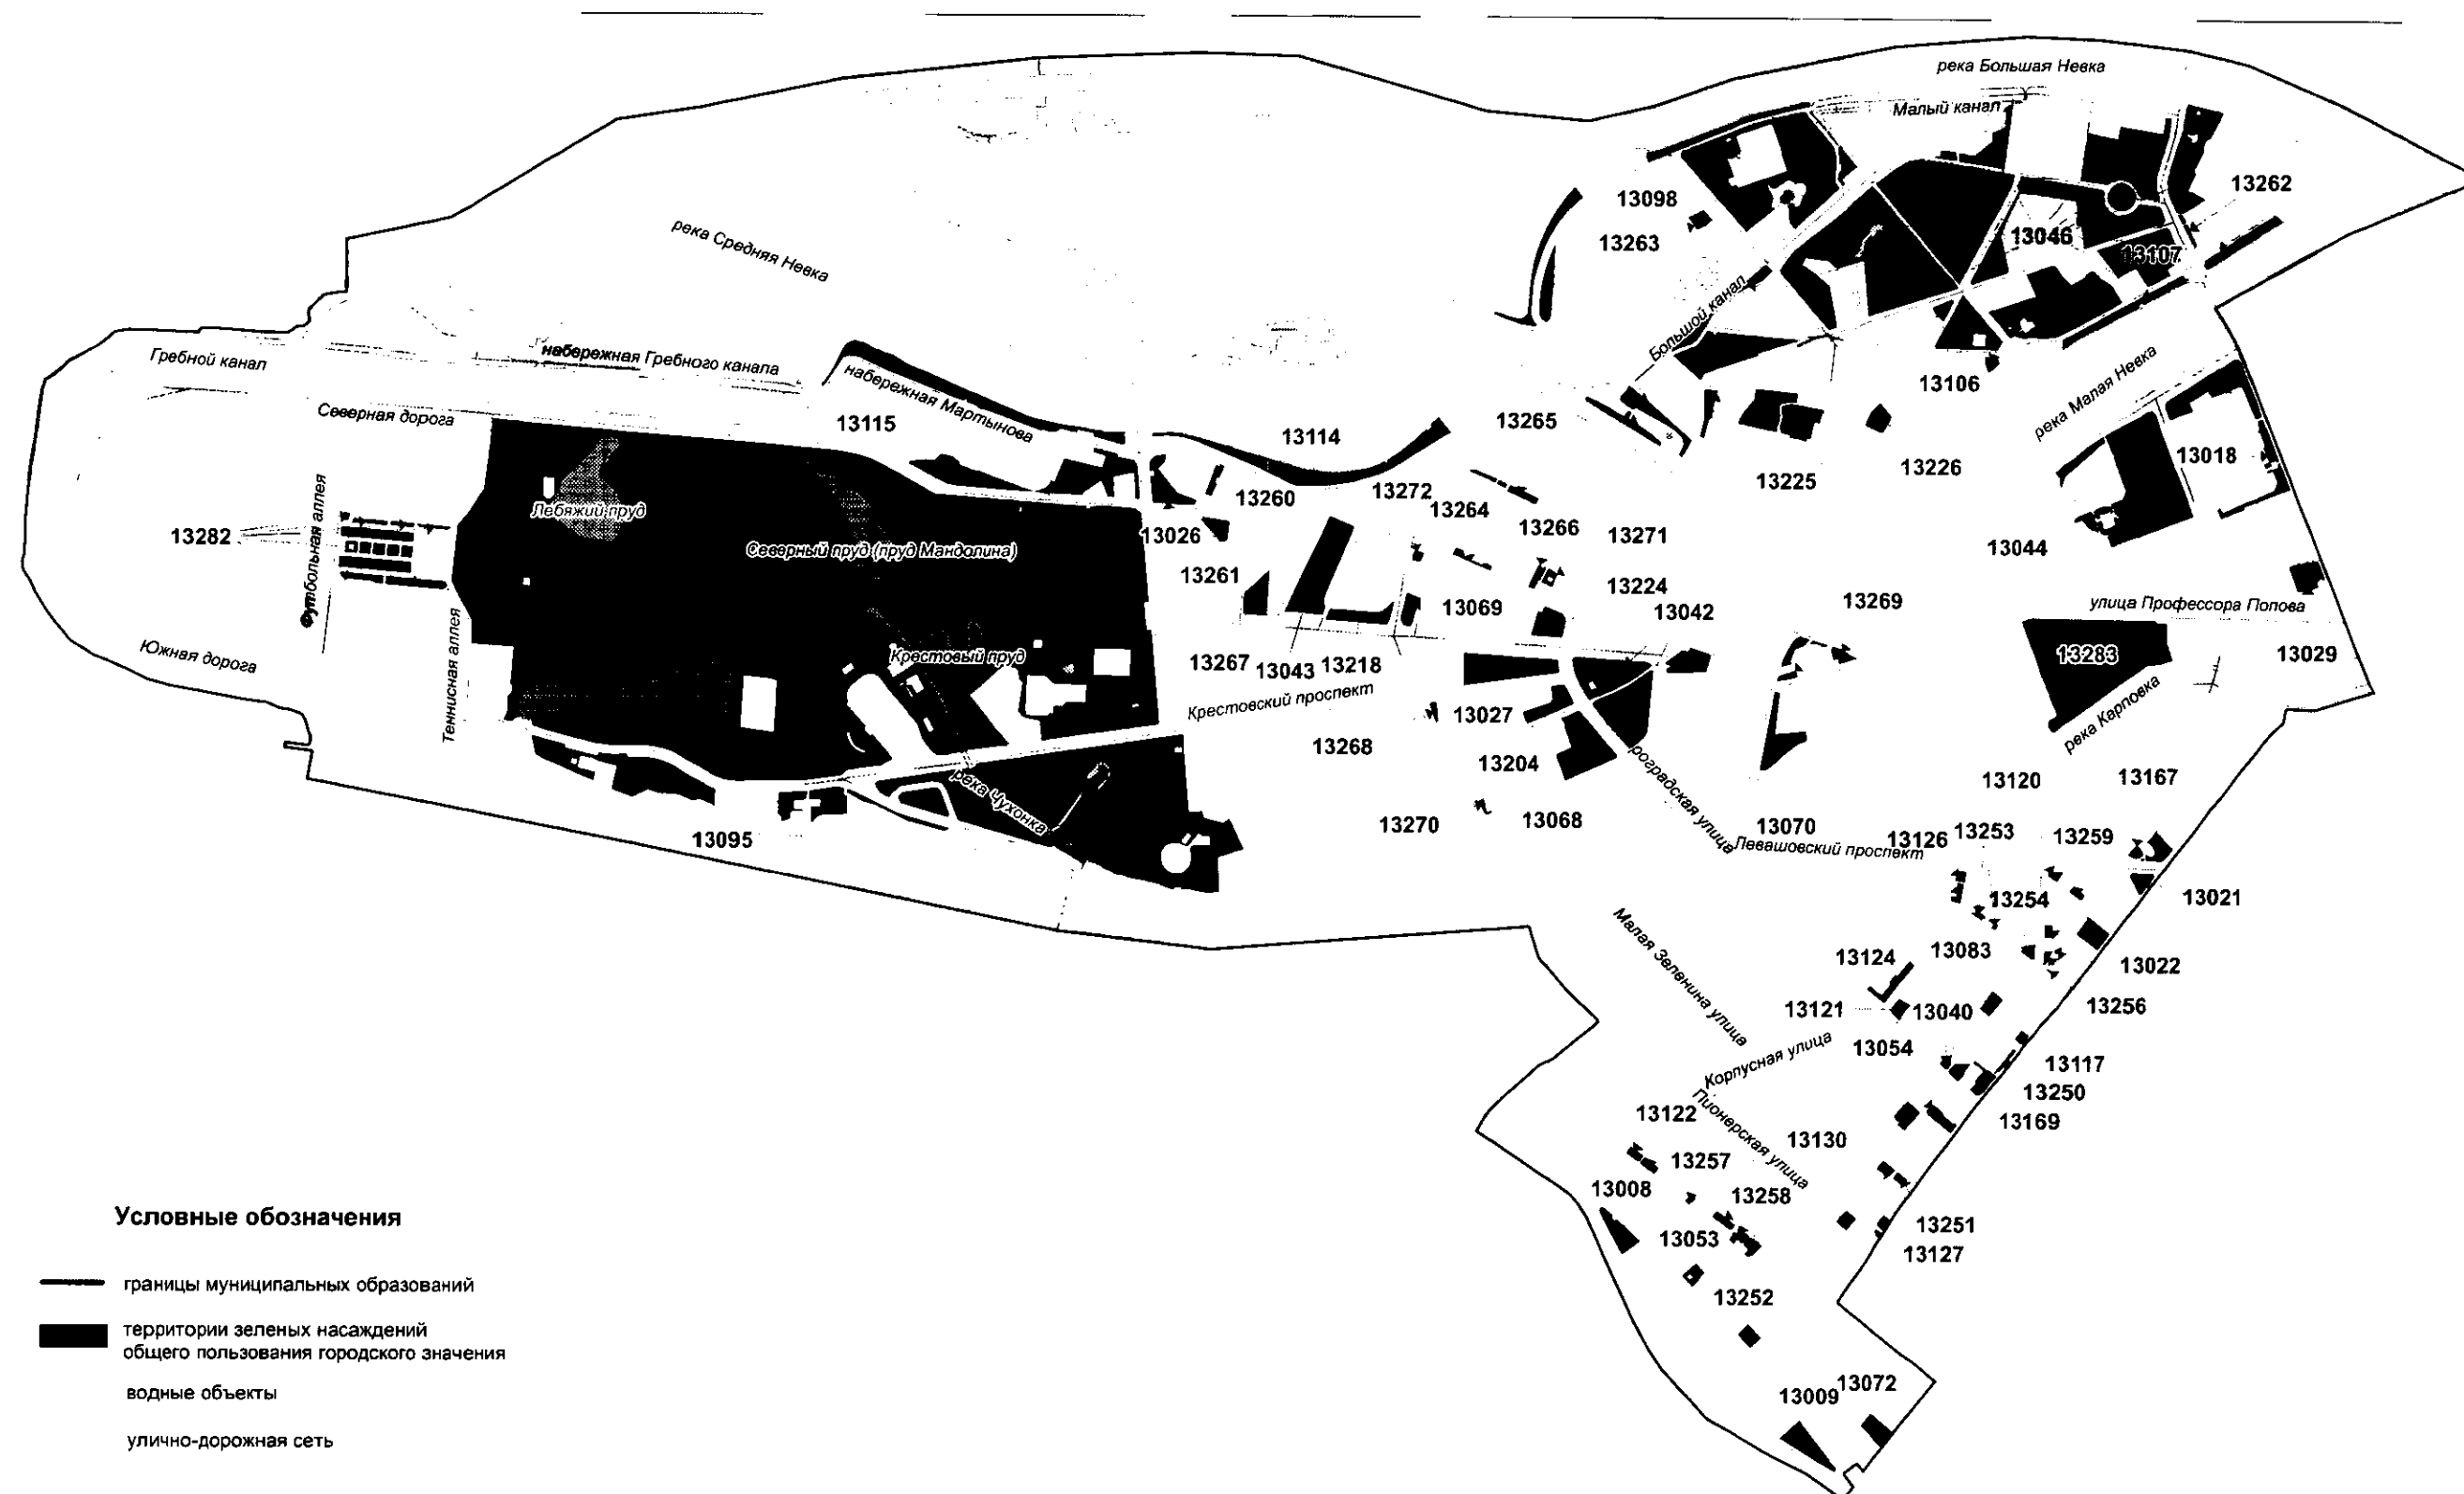 река Большая Невка
Малый канал
13262
13098
13263
13046
13107
река Средняя Невка
Большой канал
Гребной канал
набережная Гребного канала
набережная Мартынова
13106
река Малая Невка
Северная дорога
13115
13114
13265
13018
13225
13226
13260
13272
13264
Лебяжий пруд
Футбольная аллея
13282
13026
13266
13271
Северный пруд (пруд Мандолина)
13044
13261
13224
13069
13042
13269
улица Профессора Попова
Южная дорога
Крестовый пруд
13267
13043
13218
13283
13029
Теннисная аллея
Крестовский проспект
13027
река Карповка
13268
13204
роградская улица
13120
13167
река Чухонка
13095
13270
13068
13070
Левашовский проспект
13126
13253
13259
13254
13021
Малая Зеленина улица
13124
13083
13022
13121
13040
13256
Корпусная улица
13054
13117
13250
13122
Пионерская улица
13130
13169
13257
13008
13258
13053
13251
13127
13252
13009
13072
Условные обозначения
границы муниципальных образований
территории зеленых насаждений
общего пользования городского значения
водные объекты
улично-дорожная сеть